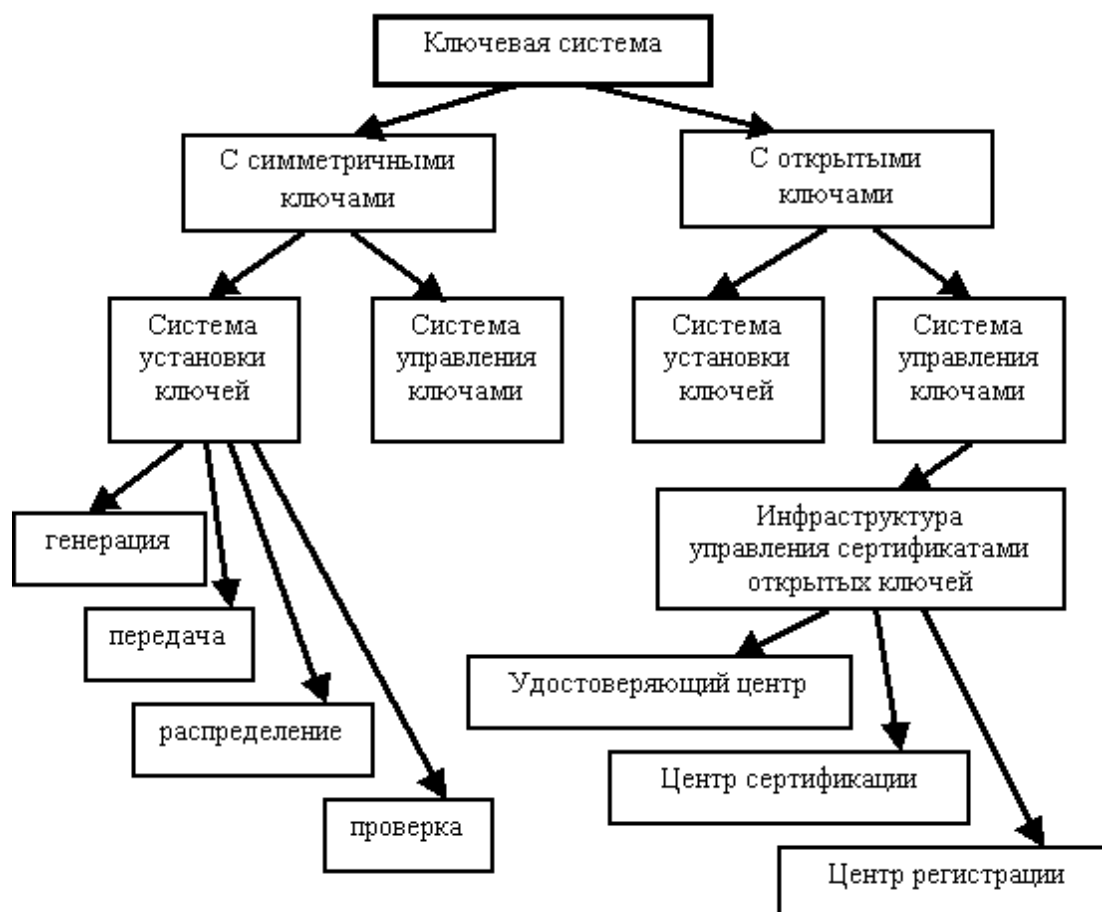 Ключевая система
С симметричными
ключами
С открытыми
ключами
Система
установки
ключей
Система
управления
ключами
Система
установки
ключей
Система
управления
ключами
генерация
передача
распределение
проверка
Инфраструктура
управления сертификатами
открытых ключей
Удостоверяющий центр
Центр сертификации
Центр регистрации